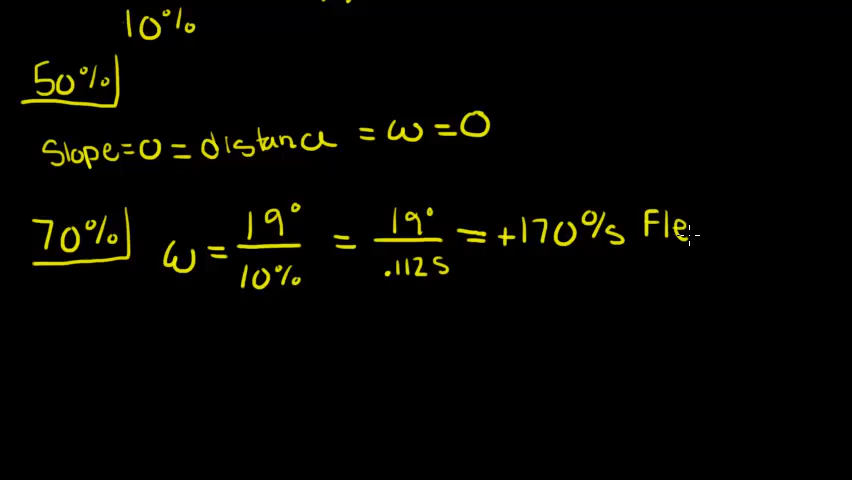 10%
50%
Slope=0 = distance = ω = 0
70% ω = 19° / 10% = 19° / .112s = +170°/s Fle